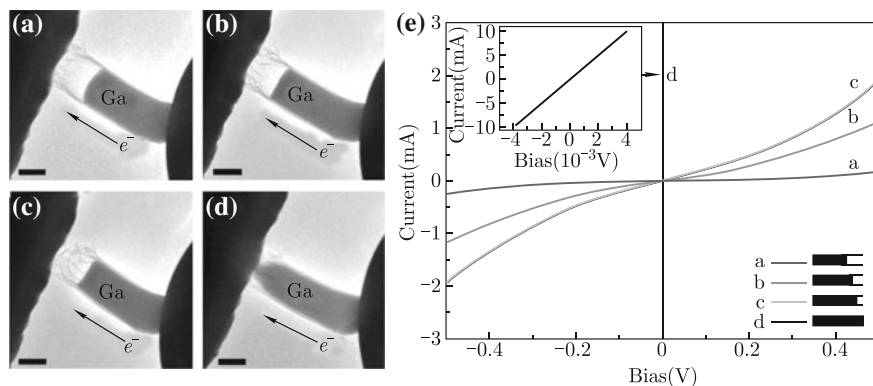 (a)
Ga
e⁻
(b)
Ga
e⁻
(c)
Ga
e⁻
(d)
Ga
e⁻
(e)
Current(mA)
3
2
1
0
−1
−2
−3
−0.4
−0.2
0
0.2
0.4
Bias(V)
Current(mA)
10
5
0
−5
−10
−4
−2
0
2
4
Bias(10⁻³V)
d
c
b
a
a
b
c
d